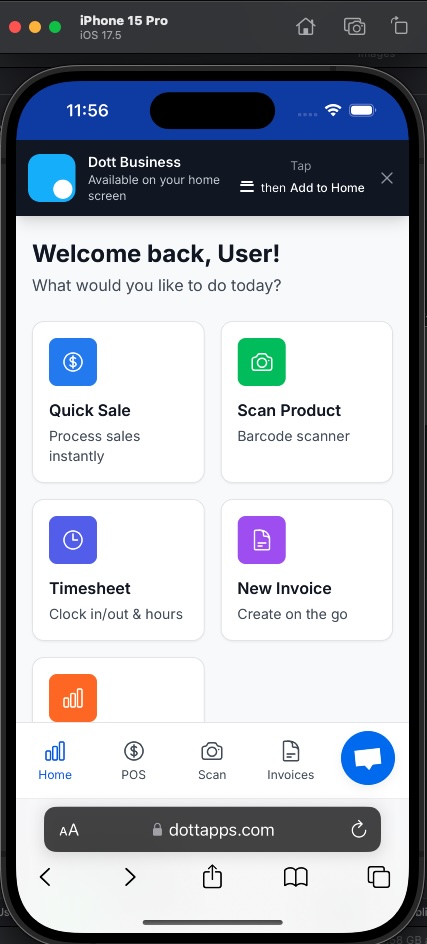 iPhone 15 Pro
iOS 17.5
11:56
Dott Business
Available on your home
screen
Tap
then Add to Home
Welcome back, User!
What would you like to do today?
Quick Sale
Process sales
instantly
Scan Product
Barcode scanner
Timesheet
Clock in/out & hours
New Invoice
Create on the go
Home
POS
Scan
Invoices
AA
dottapps.com